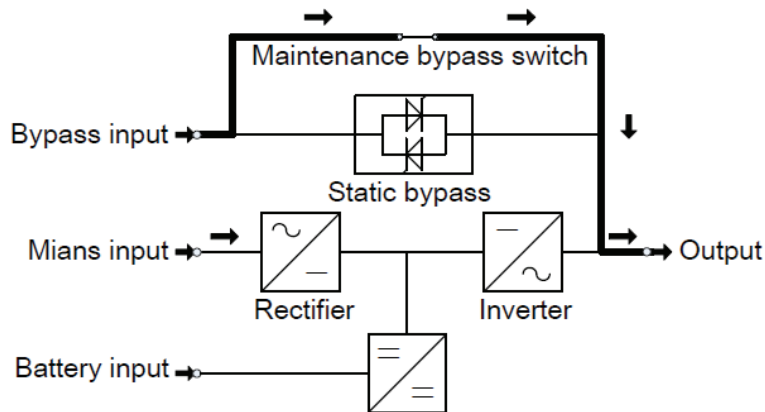 Maintenance bypass switch
Bypass input
Static bypass
Mians input
Output
Rectifier
Inverter
Battery input